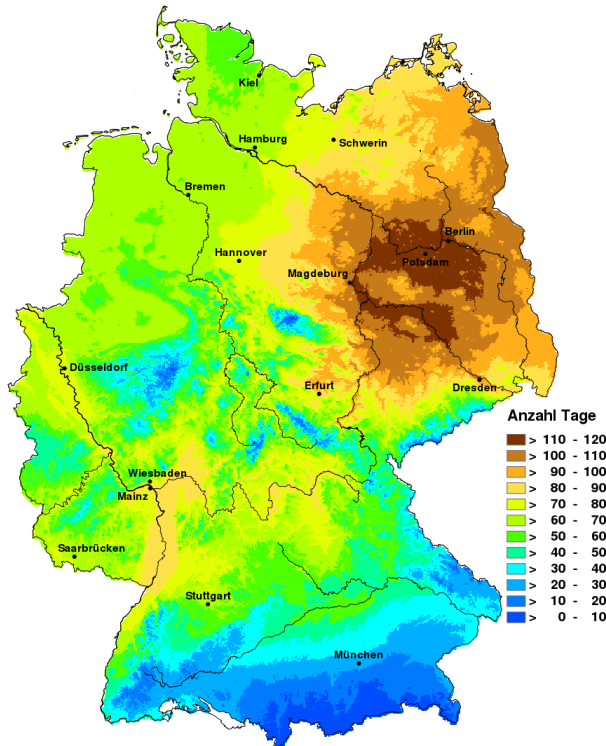 Kiel
Hamburg
Schwerin
Bremen
Berlin
Hannover
Potsdam
Magdeburg
Düsseldorf
Erfurt
Dresden
Anzahl Tage
> 110 - 120
> 100 - 110
> 90 - 100
> 80 - 90
> 70 - 80
> 60 - 70
> 50 - 60
> 40 - 50
> 30 - 40
> 20 - 30
> 10 - 20
> 0 - 10
Wiesbaden
Mainz
Saarbrücken
Stuttgart
München